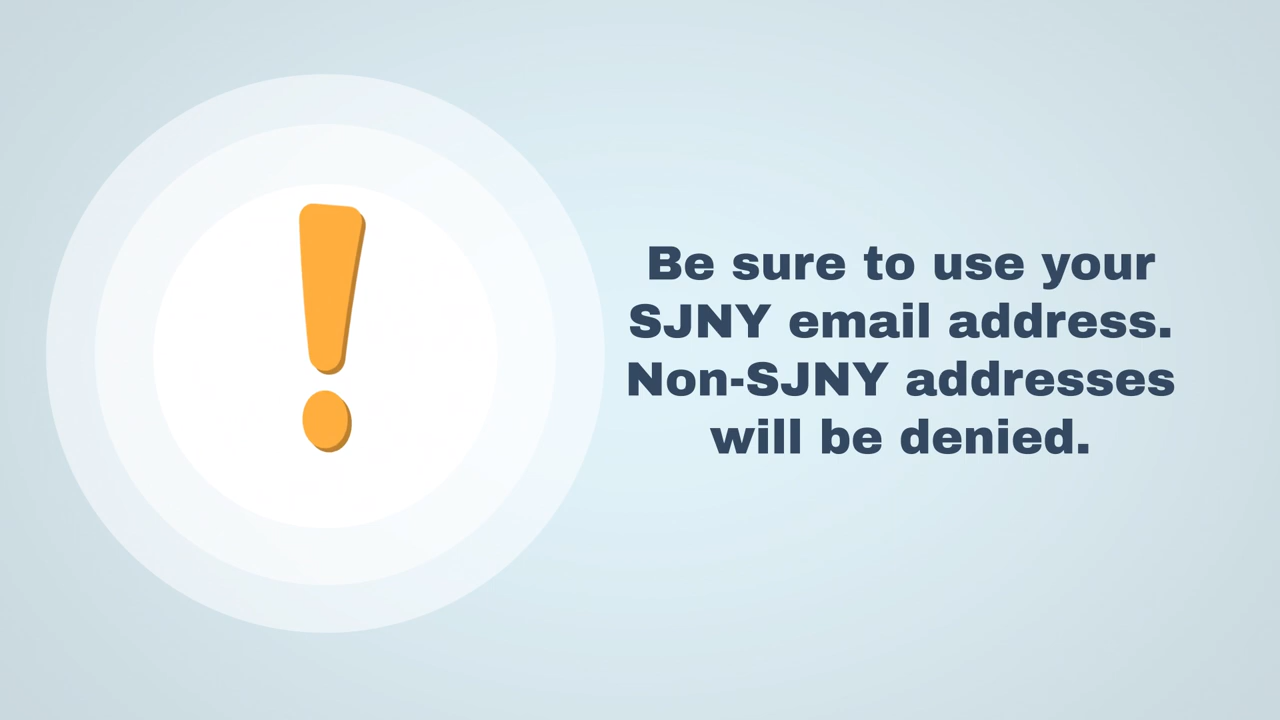 Be sure to use your
SJNY email address.
Non-SJNY addresses
will be denied.